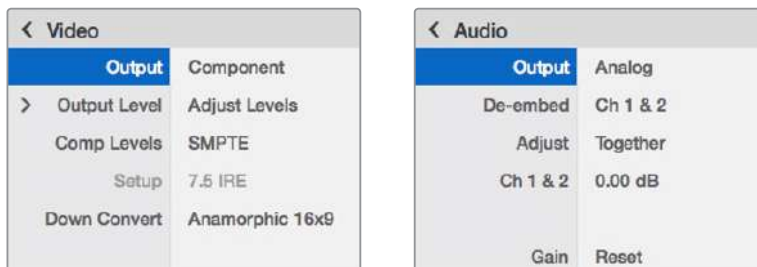 Video
Output Component
Output Level Adjust Levels
Comp Levels SMPTE
Setup 7.5 IRE
Down Convert Anamorphic 16x9
Audio
Output Analog
De-embed Ch 1 & 2
Adjust Together
Ch 1 & 2 0.00 dB
Gain Reset